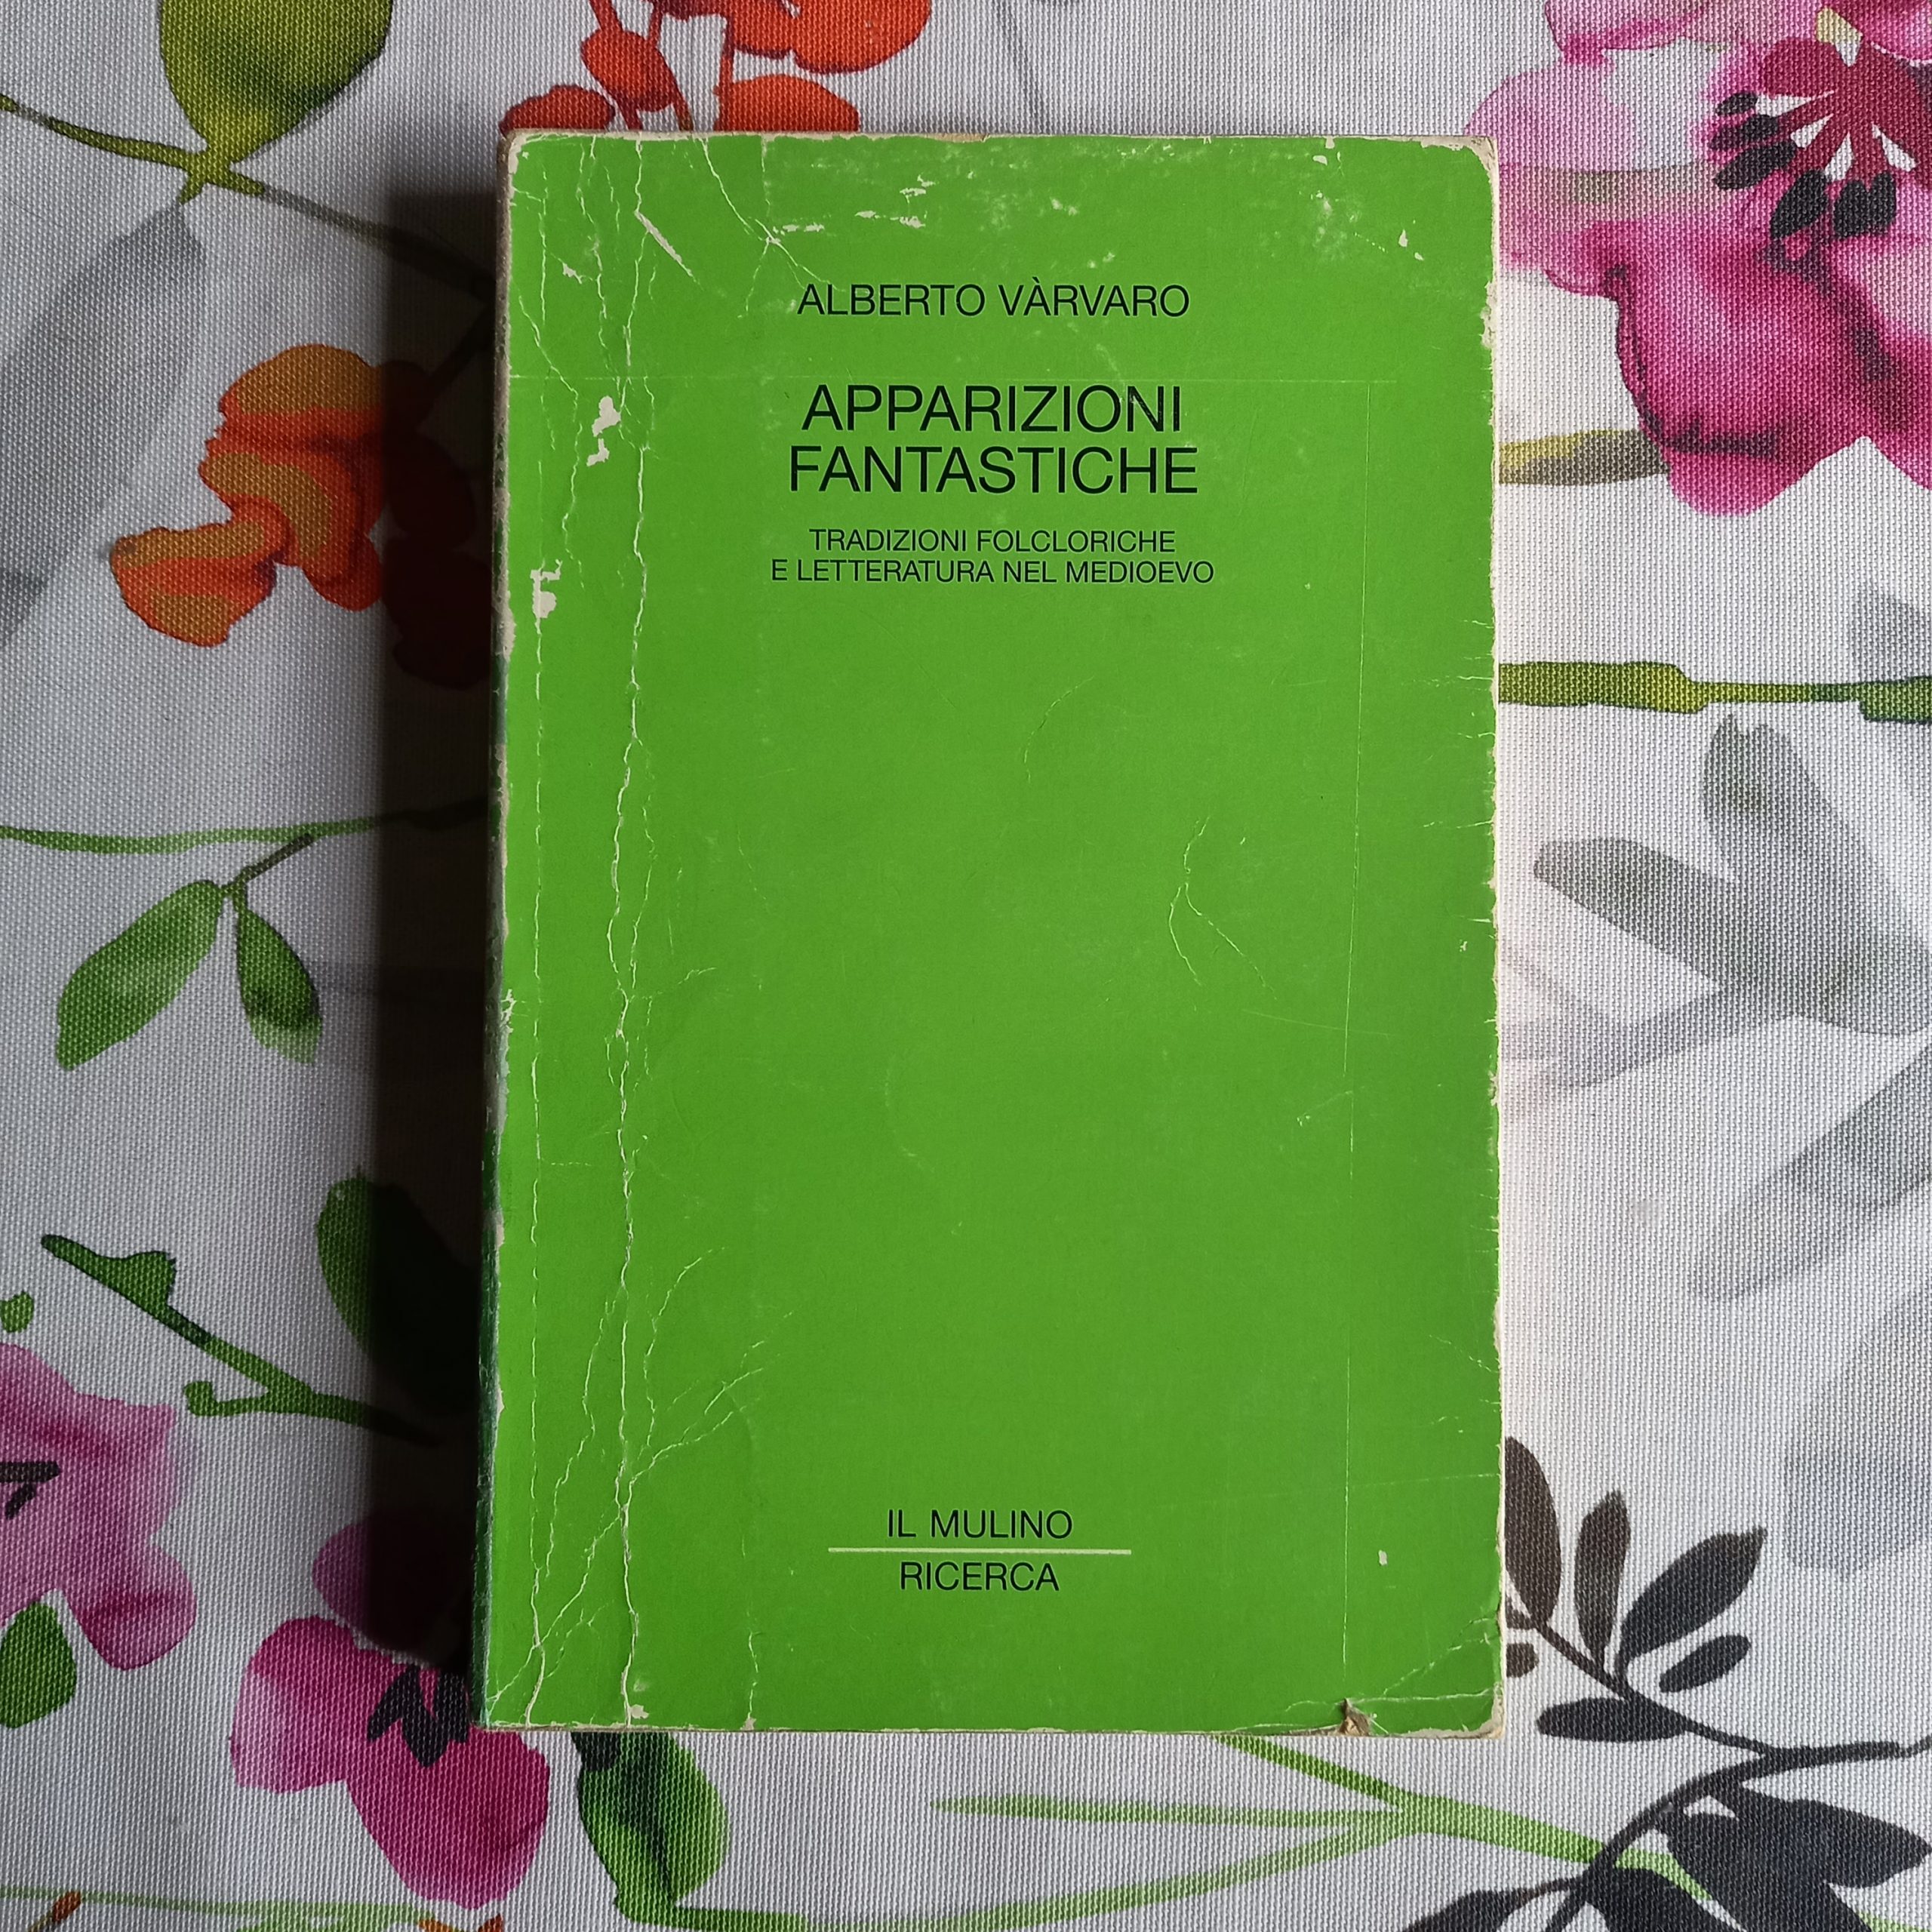 ALBERTO VÀRVARO
APPARIZIONI
FANTASTICHE
TRADIZIONI FOLCLORICHE
E LETTERATURA NEL MEDIOEVO
IL MULINO
RICERCA